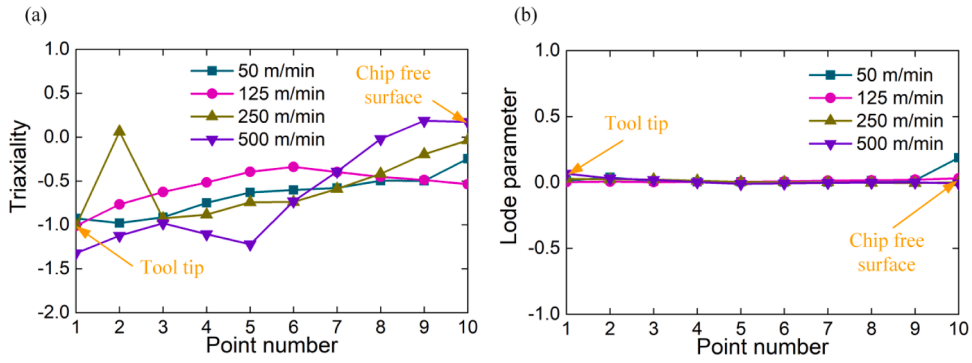 (a)
(b)
1.0
0.5
0.0
-0.5
-1.0
-1.5
-2.0
Triaxiality
50 m/min
125 m/min
250 m/min
500 m/min
Chip free
surface
Tool tip
1 2 3 4 5 6 7 8 9 10
Point number
1.0
0.5
0.0
-0.5
-1.0
Lode parameter
50 m/min
125 m/min
250 m/min
500 m/min
Tool tip
Chip free
surface
1 2 3 4 5 6 7 8 9 10
Point number